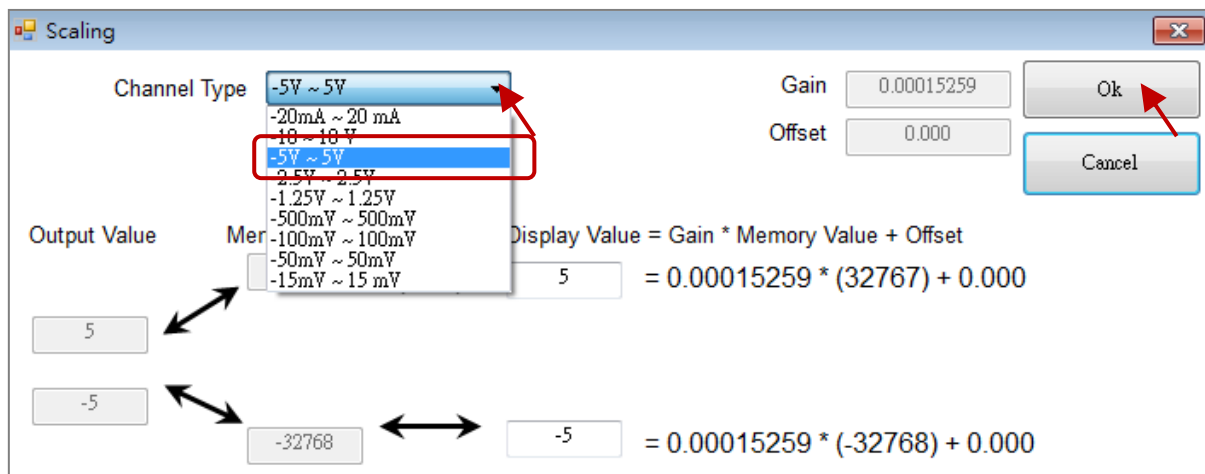 Scaling
Channel Type
-5V ~ 5V
Gain
0.00015259
Ok
-20mA ~ 20 mA
-10 ~ 10 V
Offset
0.000
-5V ~ 5V
Cancel
-2.5V ~ 2.5V
-1.25V ~ 1.25V
-500mV ~ 500mV
Output Value
-100mV ~ 100mV
Display Value = Gain * Memory Value + Offset
-50mV ~ 50mV
-15mV ~ 15 mV
5
= 0.00015259 * (32767) + 0.000
5
-5
-32768
-5
= 0.00015259 * (-32768) + 0.000